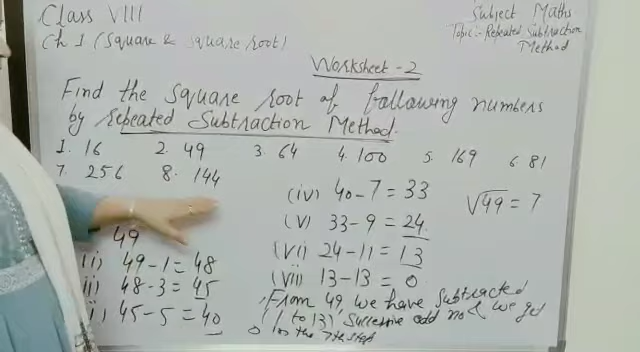 Class VIII
Subject Maths
Ch 1 (Square & square root)
Topic:- Repeated Subtraction
Method
Worksheet-2
Find the square root of following numbers
by repeated Subtraction Method.
1. 16 2. 49 3. 64 4. 100 5. 169 6. 81
7. 256 8. 144
49
(i) 49-1=48
ii) 48-3=45
i) 45-5=40
(iv) 40-7=33
(v) 33-9=24
(vi) 24-11=13
(vii) 13-13=0
√49=7
From 49 we have subtracted
(1 to 13) Successive odd no & we get
0 in the 7th step